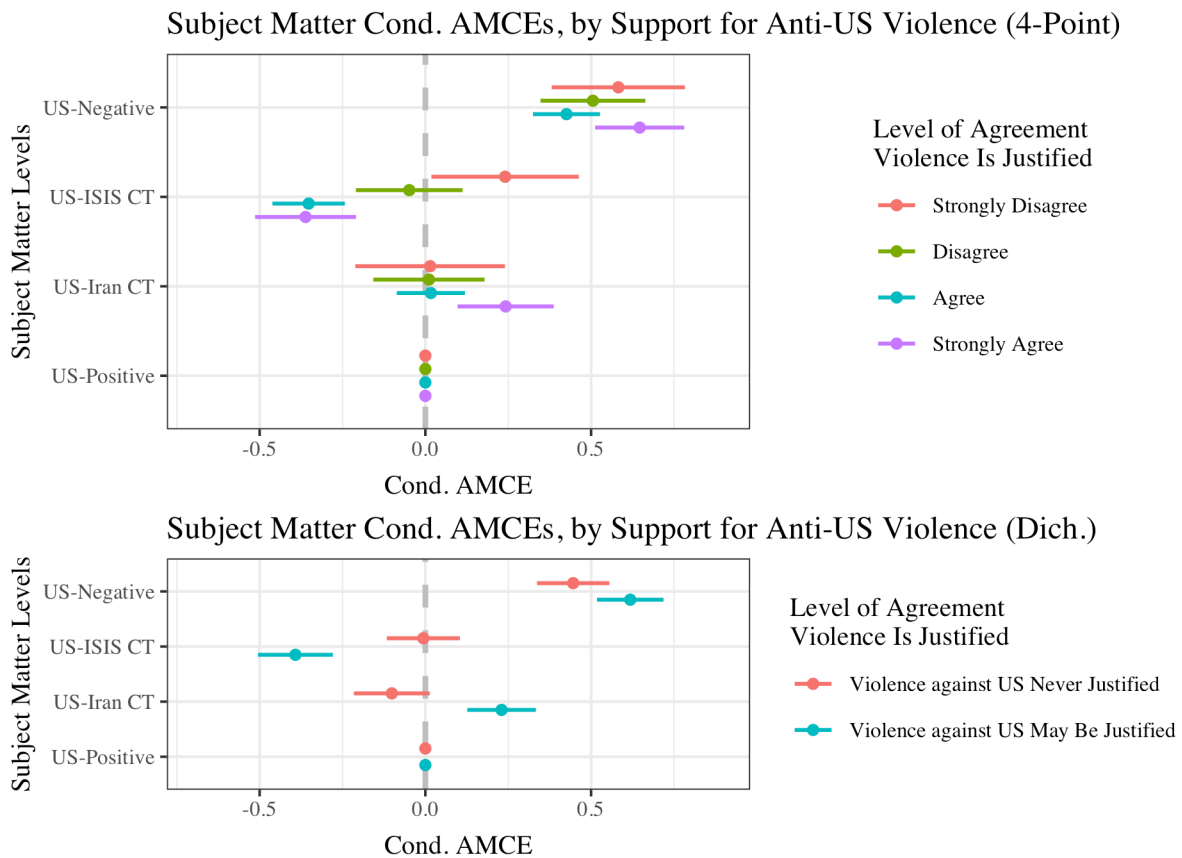 Subject Matter Cond. AMCEs, by Support for Anti-US Violence (4-Point)
Subject Matter Levels
US-Negative
US-ISIS CT
US-Iran CT
US-Positive
-0.5
0.0
0.5
Cond. AMCE
Level of Agreement
Violence Is Justified
Strongly Disagree
Disagree
Agree
Strongly Agree
Subject Matter Cond. AMCEs, by Support for Anti-US Violence (Dich.)
Subject Matter Levels
US-Negative
US-ISIS CT
US-Iran CT
US-Positive
-0.5
0.0
0.5
Cond. AMCE
Level of Agreement
Violence Is Justified
Violence against US Never Justified
Violence against US May Be Justified